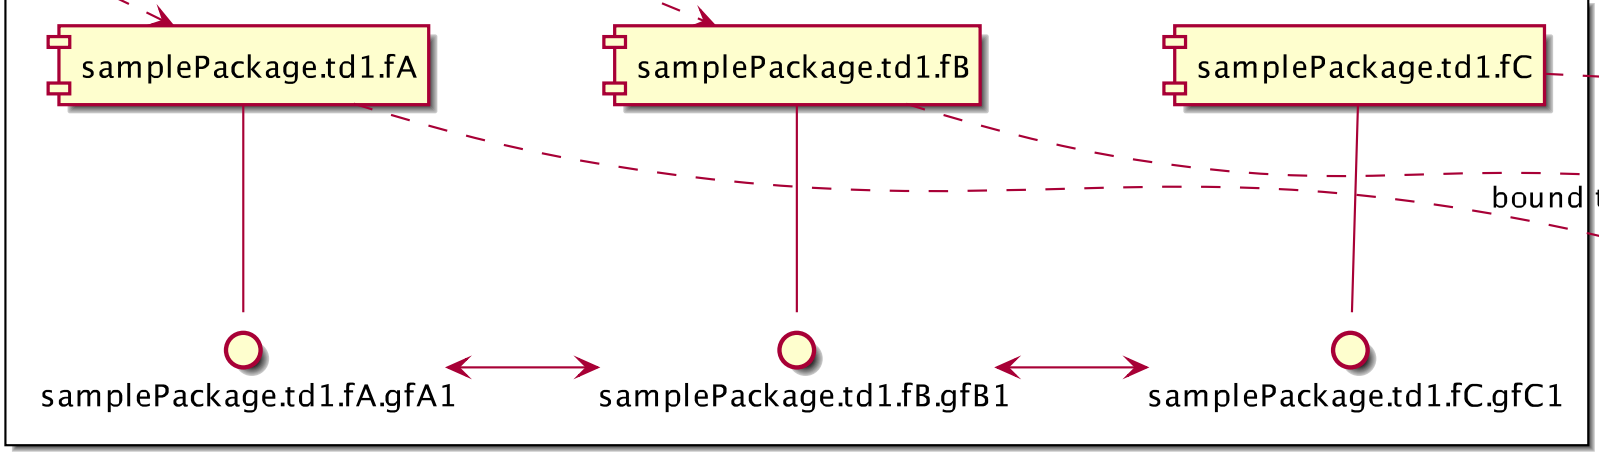 samplePackage.td1.fA
samplePackage.td1.fB
samplePackage.td1.fC
bound
samplePackage.td1.fA.gfA1
samplePackage.td1.fB.gfB1
samplePackage.td1.fC.gfC1